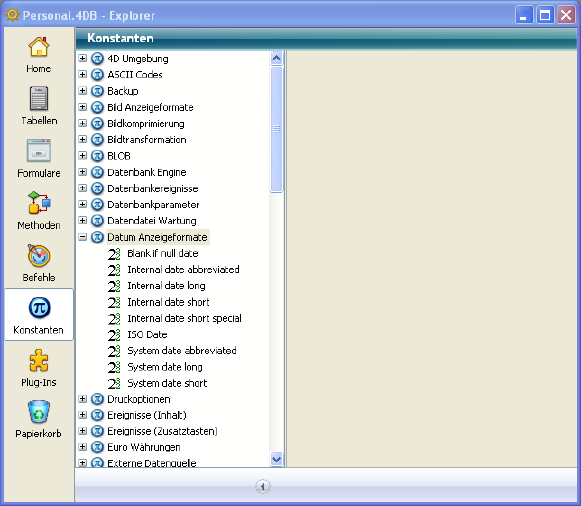 Personal.4DB - Explorer
Konstanten
Home
Tabellen
Formulare
Methoden
Befehle
Konstanten
Plug-Ins
Papierkorb
4D Umgebung
ASCII Codes
Backup
Bild Anzeigeformate
Bildkomprimierung
Bildtransformation
BLOB
Datenbank Engine
Datenbankereignisse
Datenbankparameter
Datendatei Wartung
Datum Anzeigeformate
Blank if null date
Internal date abbreviated
Internal date long
Internal date short
Internal date short special
ISO Date
System date abbreviated
System date long
System date short
Druckoptionen
Ereignisse (Inhalt)
Ereignisse (Zusatztasten)
Euro Währungen
Externe Datenquelle